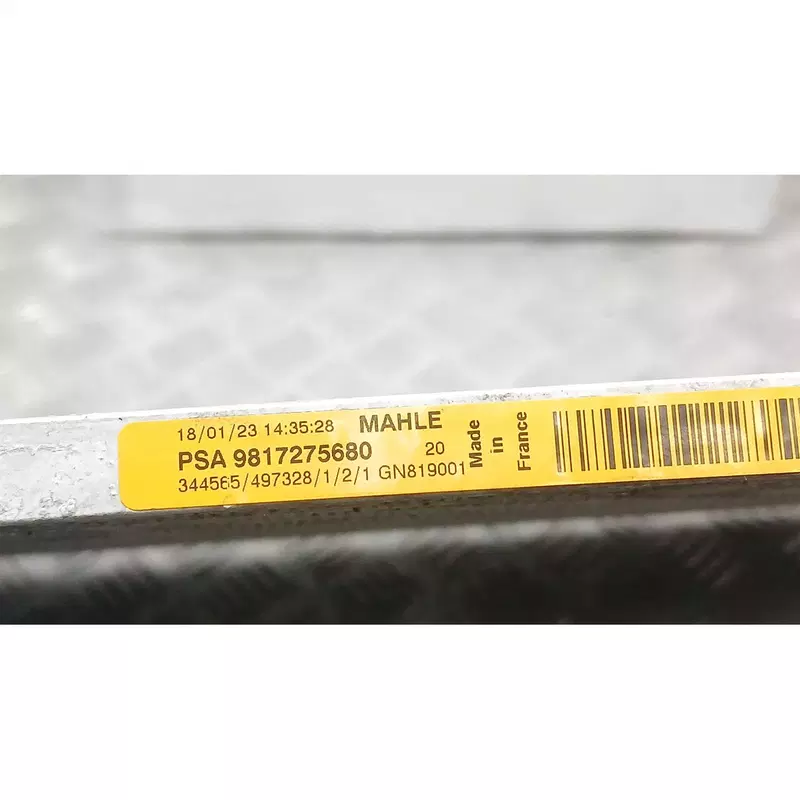 18/01/23 14:35:28 MAHLE
PSA 9817275680 20
344565/497328/1/2/1 GN819001
Made
in
France